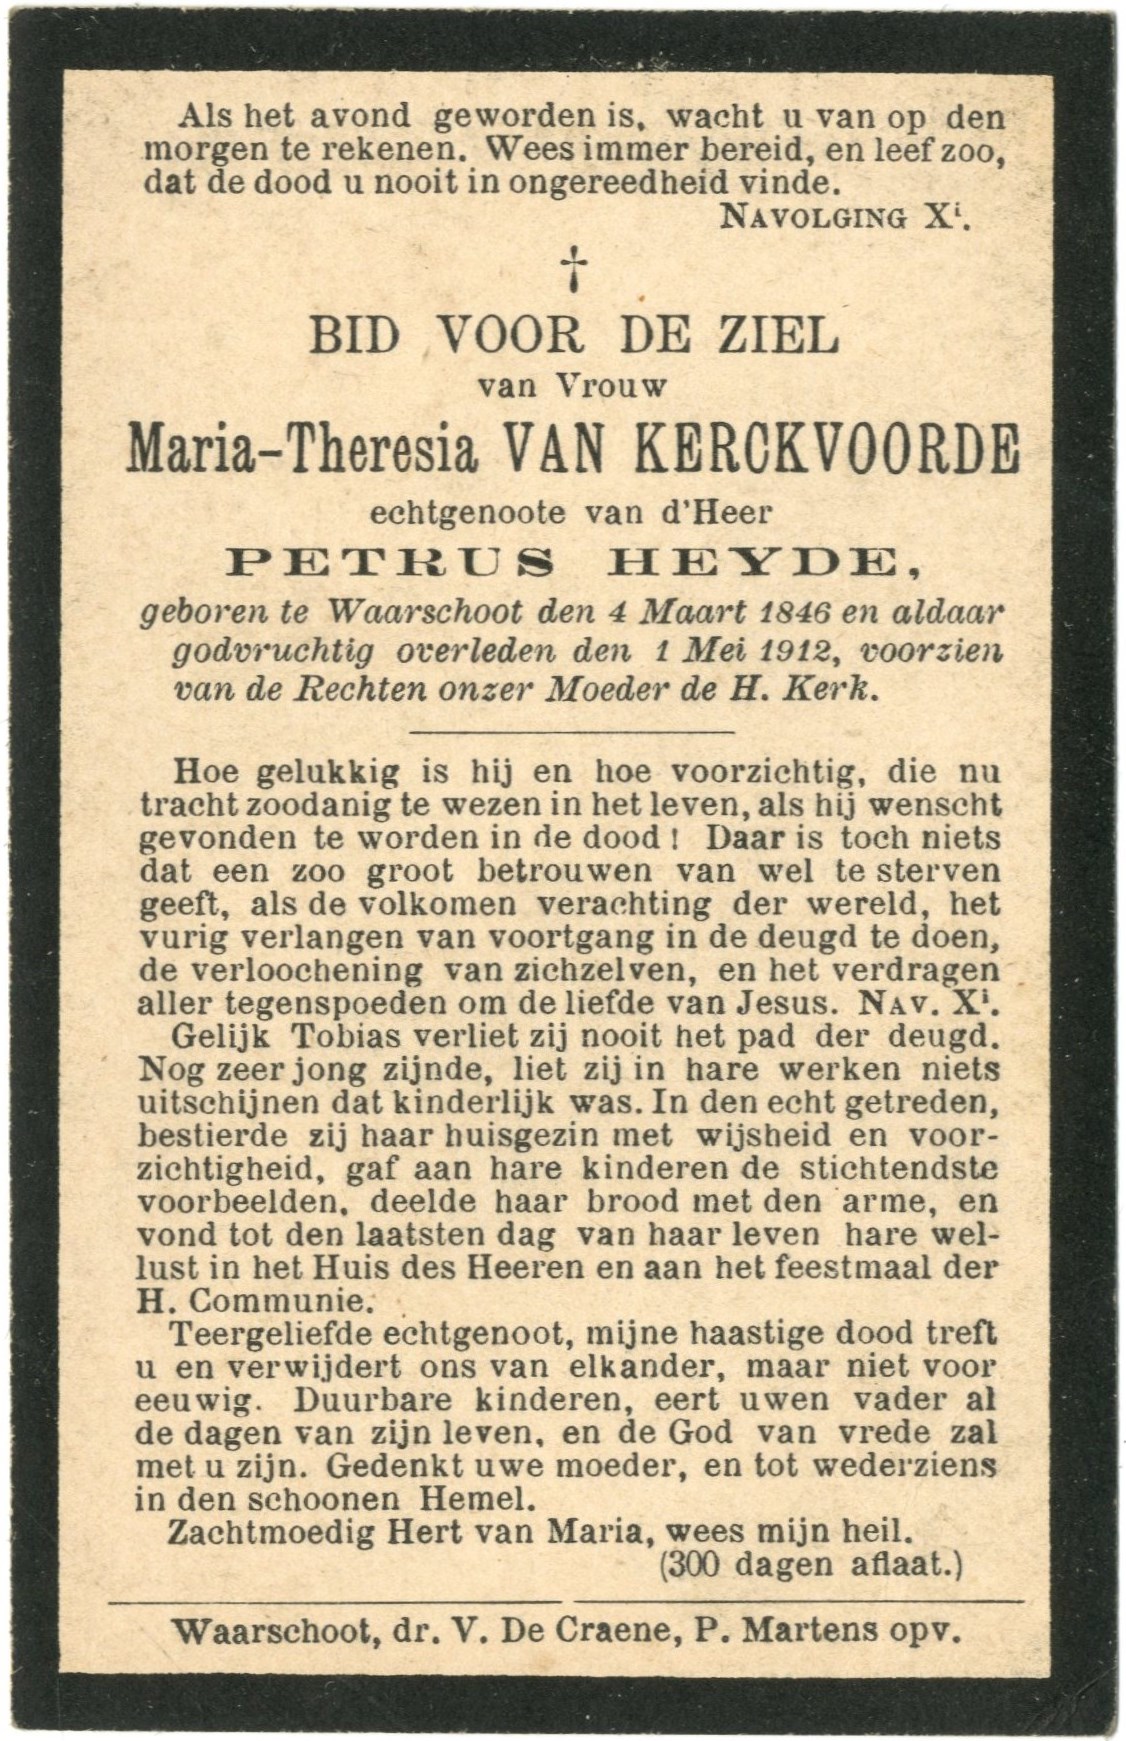 Als het avond geworden is, wacht u van op den
morgen te rekenen. Wees immer bereid, en leef zoo,
dat de dood u nooit in ongereedheid vinde.
NAVOLGING Xi.
†
BID VOOR DE ZIEL
van Vrouw
Maria-Theresia VAN KERCKVOORDE
echtgenoote van d'Heer
PETRUS HEYDE,
geboren te Waarschoot den 4 Maart 1846 en aldaar
godvruchtig overleden den 1 Mei 1912, voorzien
van de Rechten onzer Moeder de H. Kerk.
Hoe gelukkig is hij en hoe voorzichtig, die nu
tracht zoodanig te wezen in het leven, als hij wenscht
gevonden te worden in de dood! Daar is toch niets
dat een zoo groot betrouwen van wel te sterven
geeft, als de volkomen verachting der wereld, het
vurig verlangen van voortgang in de deugd te doen,
de verloochening van zichzelven, en het verdragen
aller tegenspoeden om de liefde van Jesus. NAV. Xi.
Gelijk Tobias verliet zij nooit het pad der deugd.
Nog zeer jong zijnde, liet zij in hare werken niets
uitschijnen dat kinderlijk was. In den echt getreden,
bestierde zij haar huisgezin met wijsheid en voor-
zichtigheid, gaf aan hare kinderen de stichtendste
voorbeelden, deelde haar brood met den arme, en
vond tot den laatsten dag van haar leven hare wel-
lust in het Huis des Heeren en aan het feestmaal der
H. Communie.
Teergeliefde echtgenoot, mijne haastige dood treft
u en verwijdert ons van elkander, maar niet voor
eeuwig. Duurbare kinderen, eert uwen vader al
de dagen van zijn leven, en de God van vrede zal
met u zijn. Gedenkt uwe moeder, en tot wederziens
in den schoonen Hemel.
Zachtmoedig Hert van Maria, wees mijn heil.
(300 dagen aflaat.)
Waarschoot, dr. V. De Craene, P. Martens opv.